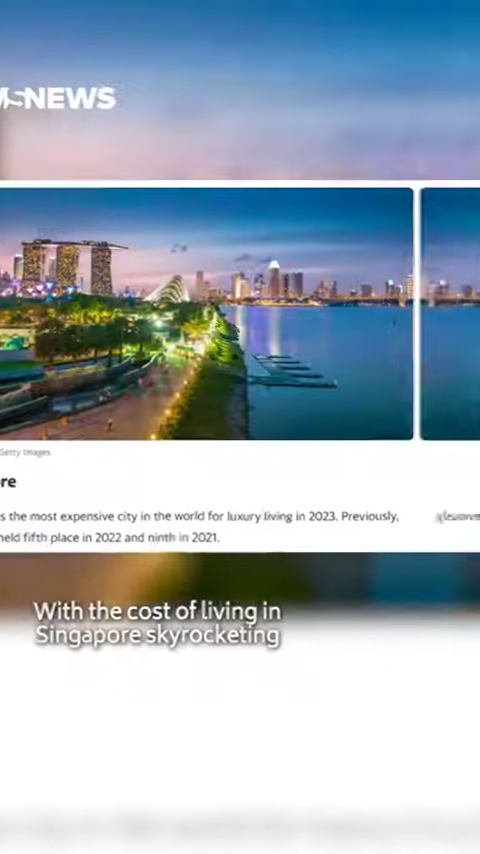 MSNEWS
Getty Images
re
s the most expensive city in the world for luxury living in 2023. Previously,
held fifth place in 2022 and ninth in 2021.
With the cost of living in
Singapore skyrocketing